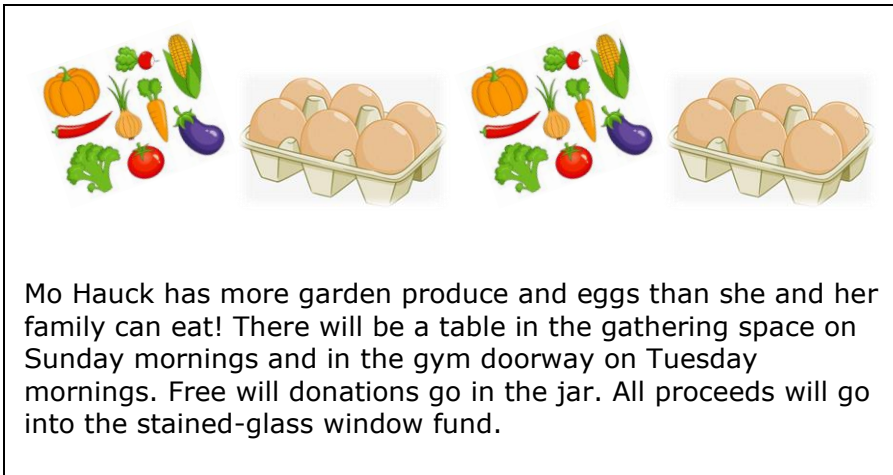 Mo Hauck has more garden produce and eggs than she and her
family can eat! There will be a table in the gathering space on
Sunday mornings and in the gym doorway on Tuesday
mornings. Free will donations go in the jar. All proceeds will go
into the stained-glass window fund.